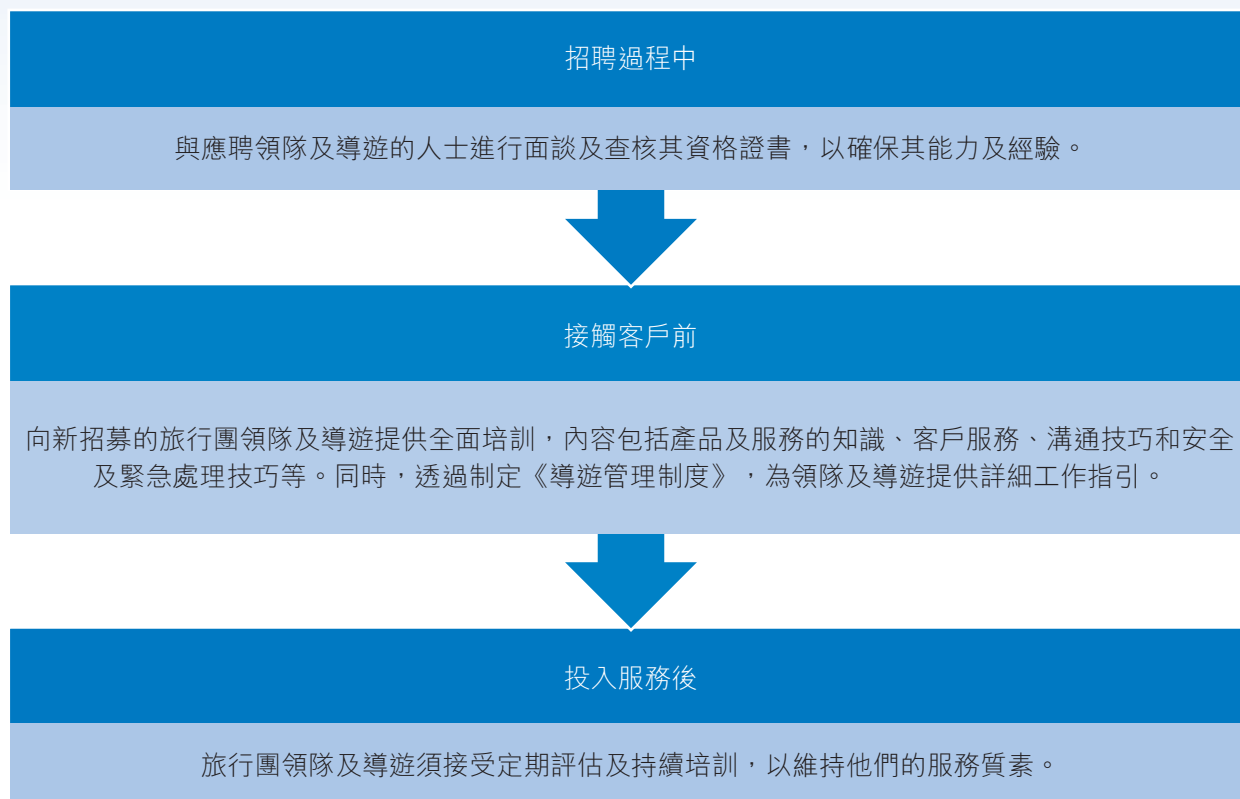 招聘過程中
與應聘領隊及導遊的人士進行面談及查核其資格證書，以確保其能力及經驗。
接觸客戶前
向新招募的旅行團領隊及導遊提供全面培訓，內容包括產品及服務的知識、客戶服務、溝通技巧和安全
及緊急處理技巧等。同時，透過制定《導遊管理制度》，為領隊及導遊提供詳細工作指引。
投入服務後
旅行團領隊及導遊須接受定期評估及持續培訓，以維持他們的服務質素。